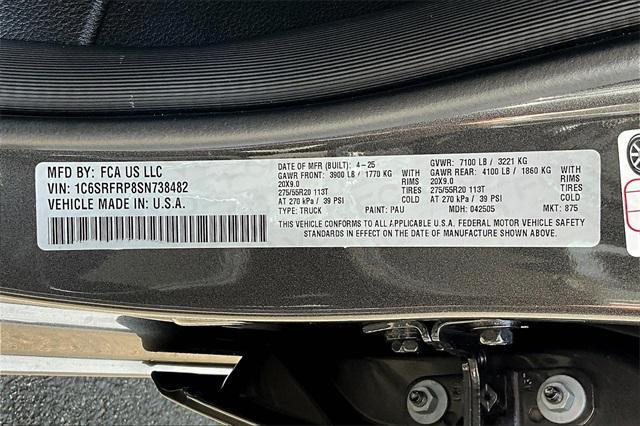 MFD BY: FCA US LLC
VIN: 1C6SRFRP8SN738482
VEHICLE MADE IN: U.S.A.
DATE OF MFR (BUILT): 4-25 GVWR: 7100 LB / 3221 KG
GAWR FRONT: 3900 LB / 1770 KG GAWR REAR: 4100 LB / 1860 KG
20X9.0 RIMS 20X9.0 RIMS
275/55R20 113T TIRES 275/55R20 113T TIRES
AT 270 kPa / 39 PSI COLD AT 270 kPa / 39 PSI COLD
TYPE: TRUCK PAINT: PAU MDH: 042505 MKT: 875
THIS VEHICLE CONFORMS TO ALL APPLICABLE U.S.A. FEDERAL MOTOR VEHICLE SAFETY
STANDARDS IN EFFECT ON THE DATE OF MANUFACTURE SHOWN ABOVE.